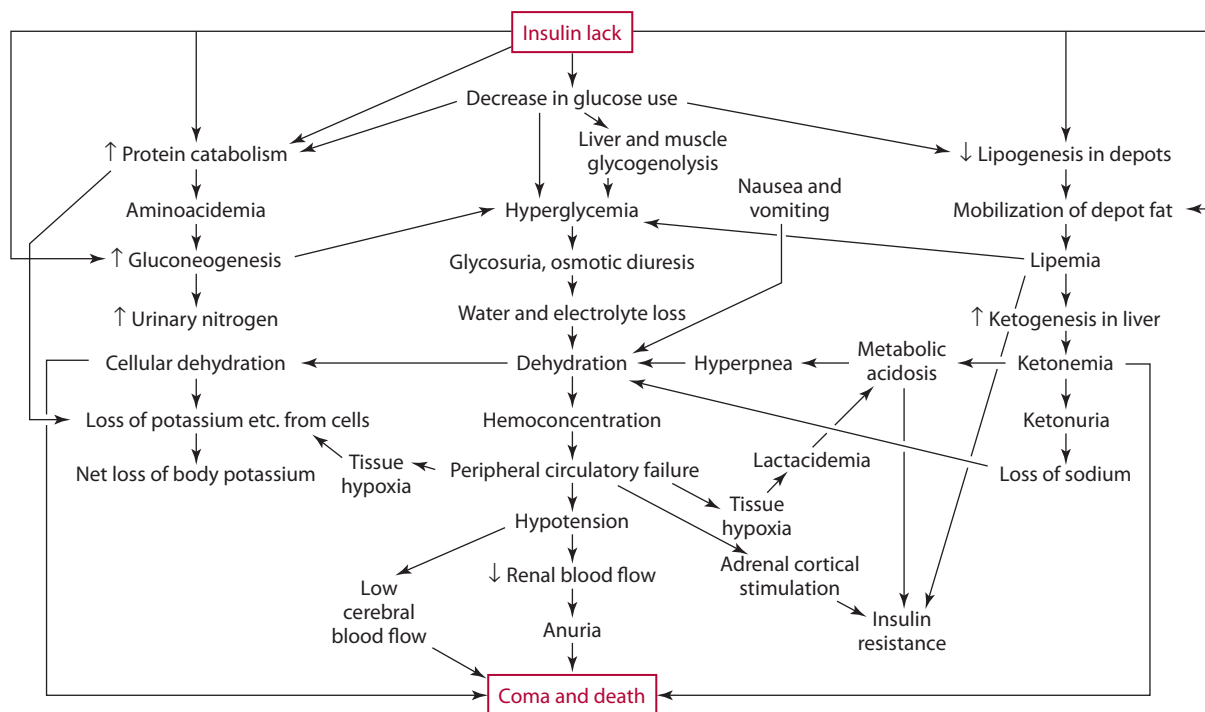 Insulin lack
Decrease in glucose use
↑ Protein catabolism
Liver and muscle
glycogenolysis
↓ Lipogenesis in depots
Aminoacidemia
Hyperglycemia
Nausea and
vomiting
Mobilization of depot fat
↑ Gluconeogenesis
Glycosuria, osmotic diuresis
Lipemia
↑ Urinary nitrogen
Water and electrolyte loss
↑ Ketogenesis in liver
Cellular dehydration
Dehydration
Hyperpnea
Metabolic
acidosis
Ketonemia
Loss of potassium etc. from cells
Hemoconcentration
Ketonuria
Net loss of body potassium
Tissue
hypoxia
Peripheral circulatory failure
Lactacidemia
Loss of sodium
Tissue
hypoxia
Hypotension
↓ Renal blood flow
Adrenal cortical
stimulation
Low
cerebral
blood flow
Anuria
Insulin
resistance
Coma and death